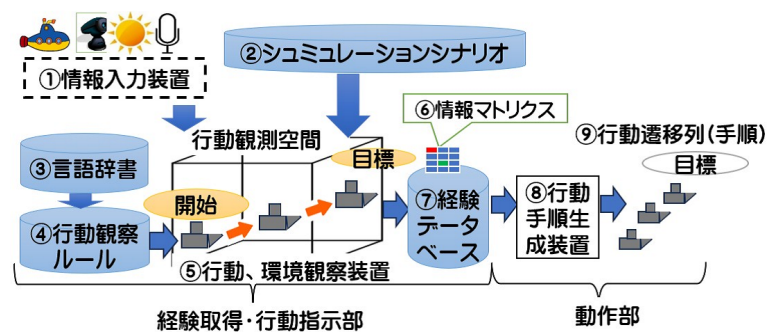 ②シュミュレーションシナリオ
①情報入力装置
⑥情報マトリクス
行動観測空間
⑨行動遷移列(手順)
目標
目標
③言語辞書
開始
⑦経験
データ
ベース
⑧行動
手順生
成装置
④行動観察
ルール
⑤行動、環境観察装置
経験取得・行動指示部
動作部